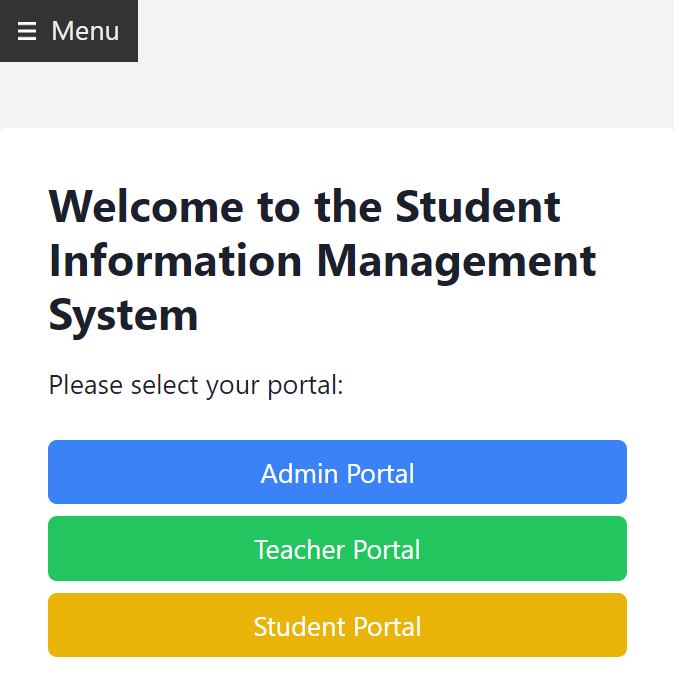 ☰ Menu
Welcome to the Student
Information Management
System
Please select your portal:
Admin Portal
Teacher Portal
Student Portal